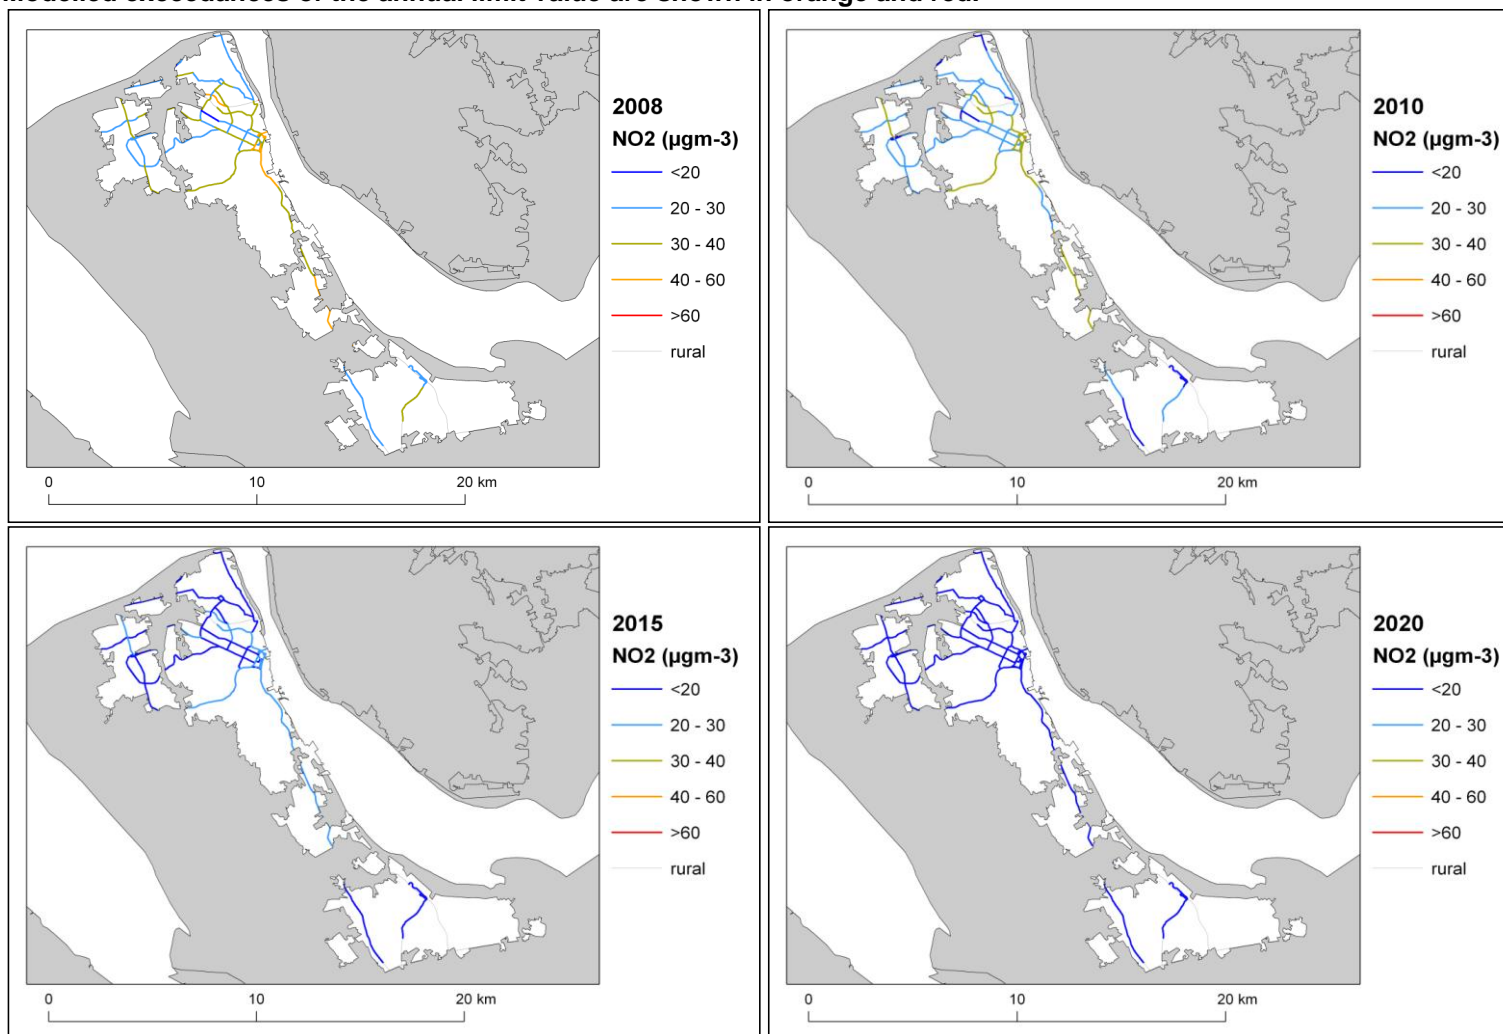 Modelled exceedances of the annual limit value are shown in orange and red.
2008
NO2 (µgm-3)
<20
20 - 30
30 - 40
40 - 60
>60
rural
0 10 20 km
2010
NO2 (µgm-3)
<20
20 - 30
30 - 40
40 - 60
>60
rural
0 10 20 km
2015
NO2 (µgm-3)
<20
20 - 30
30 - 40
40 - 60
>60
rural
0 10 20 km
2020
NO2 (µgm-3)
<20
20 - 30
30 - 40
40 - 60
>60
rural
0 10 20 km